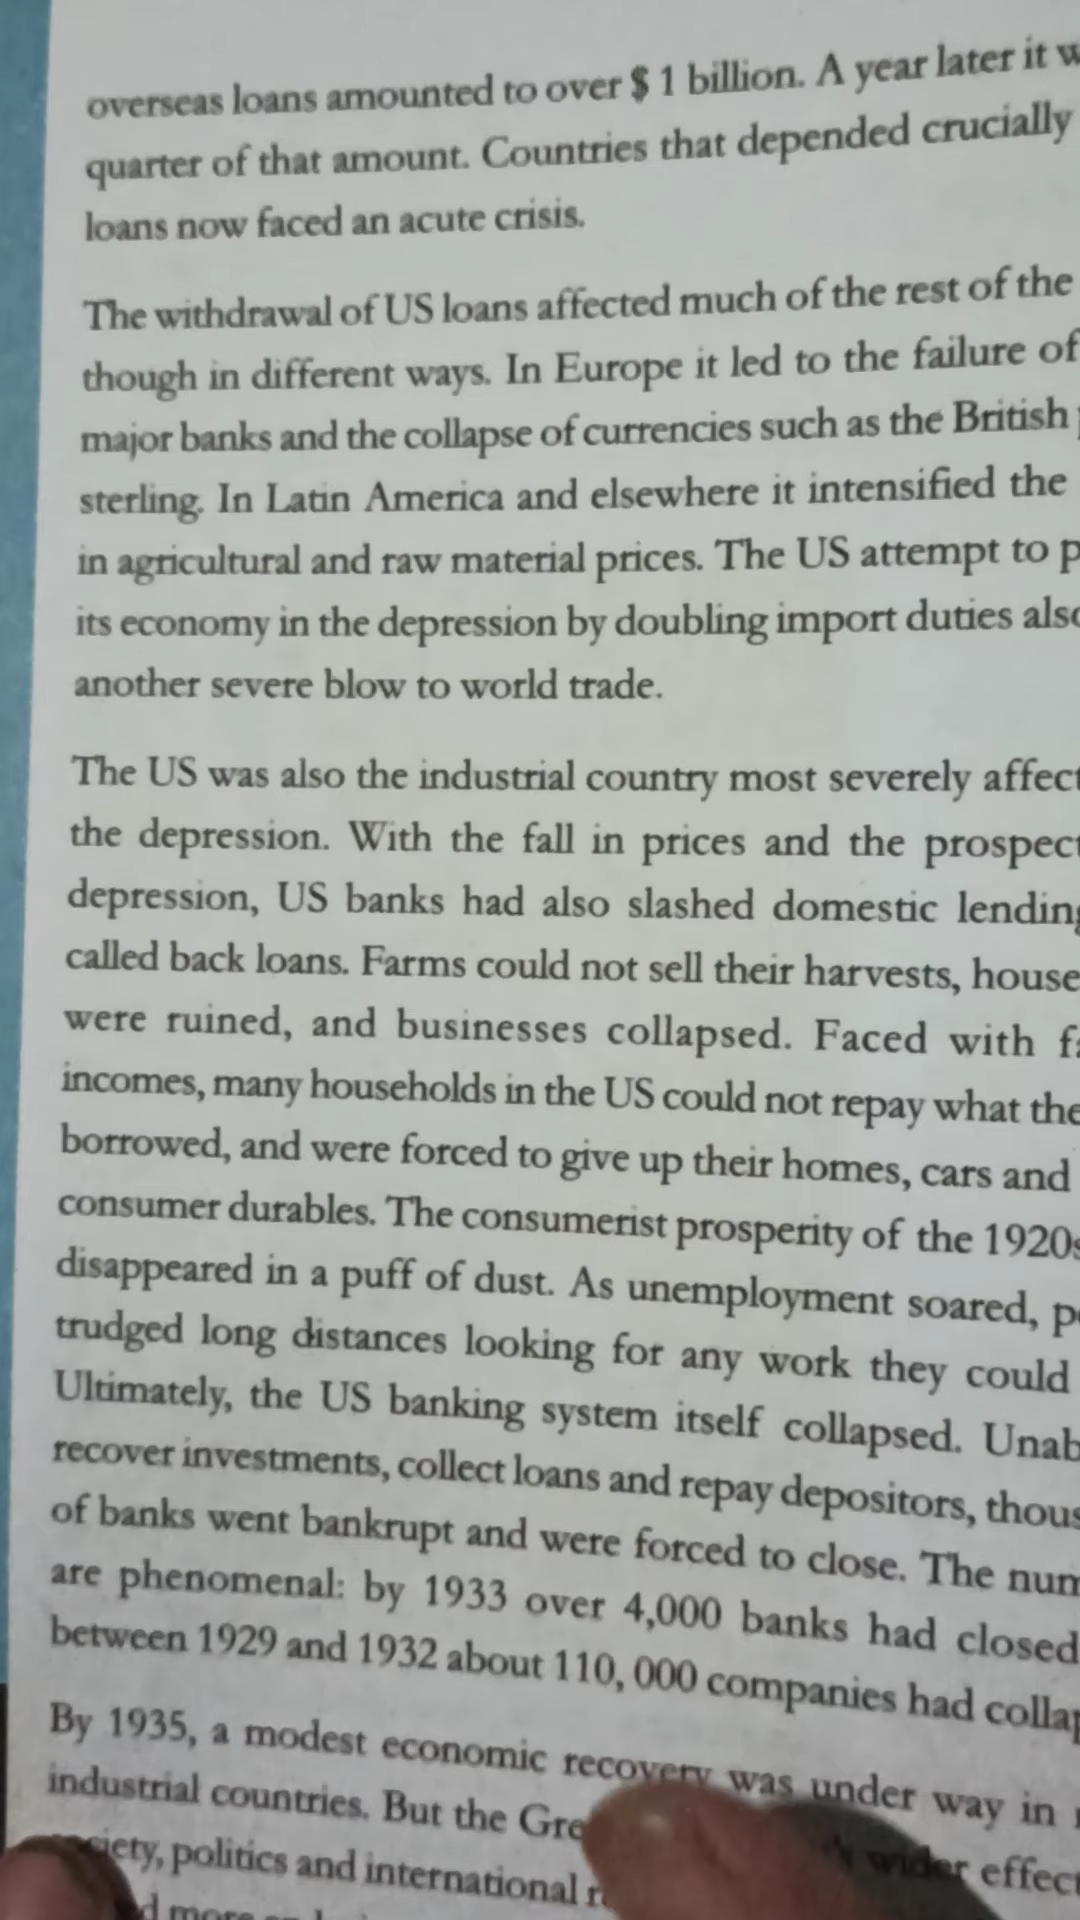 overseas loans amounted to over $ 1 billion. A year later it
quarter of that amount. Countries that depended crucially
loans now faced an acute crisis.
The withdrawal of US loans affected much of the rest of the
though in different ways. In Europe it led to the failure of
major banks and the collapse of currencies such as the British
sterling. In Latin America and elsewhere it intensified the
in agricultural and raw material prices. The US attempt to
its economy in the depression by doubling import duties
another severe blow to world trade.
The US was also the industrial country most severely
the depression. With the fall in prices and the
depression, US banks had also slashed domestic
called back loans. Farms could not sell their harvests,
were ruined, and businesses collapsed. Faced with
incomes, many households in the US could not repay what
borrowed, and were forced to give up their homes, cars and
consumer durables. The consumerist prosperity of the 1920s
disappeared in a puff of dust. As unemployment soared,
trudged long distances looking for any work they could
Ultimately, the US banking system itself collapsed.
recover investments, collect loans and repay depositors,
of banks went bankrupt and were forced to close. The
are phenomenal: by 1933 over 4,000 banks had closed
between 1929 and 1932 about 110, 000 companies had
By 1935, a modest economic recovery was under way in
industrial countries. But the wider
politics and international
more